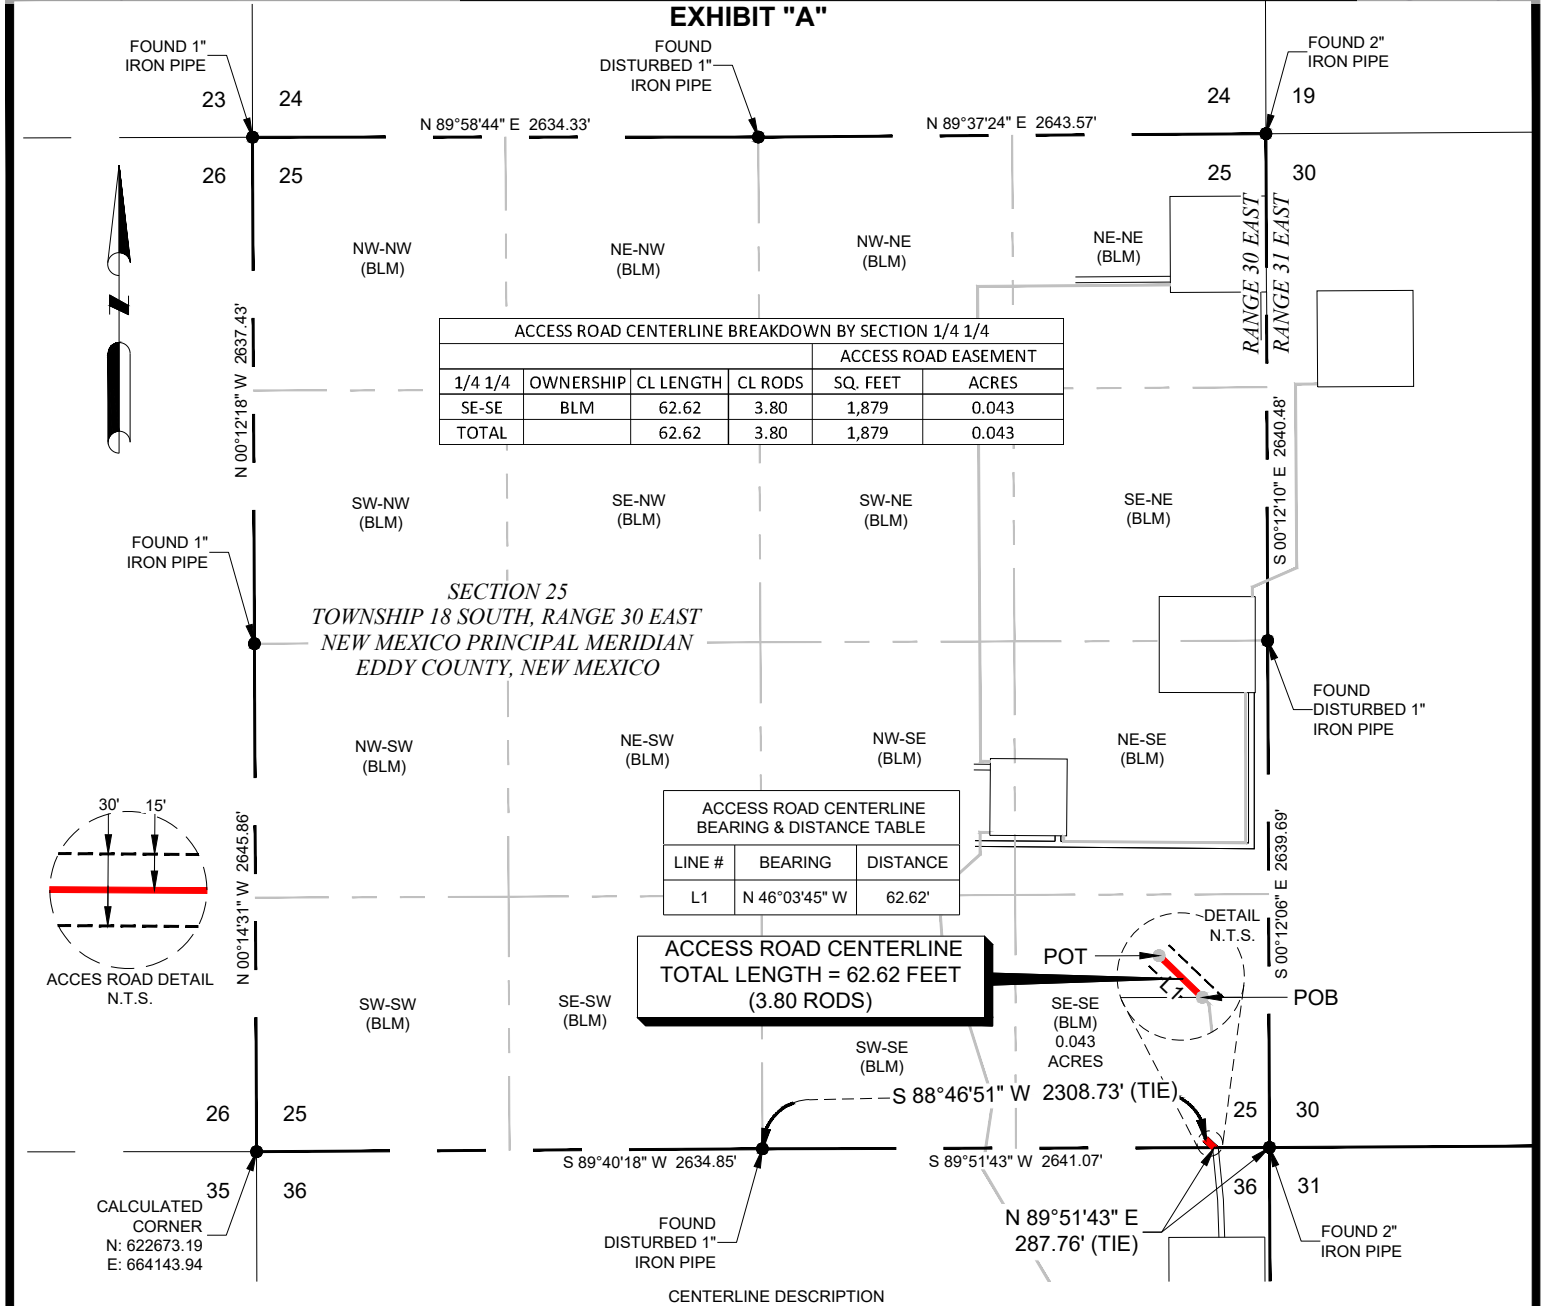 EXHIBIT "A"
FOUND 1"
IRON PIPE
FOUND
DISTURBED 1"
IRON PIPE
FOUND 2"
IRON PIPE
23 24
24 19
N 89°58'44" E 2634.33'
N 89°37'24" E 2643.57'
26 25
25 30
RANGE 30 EAST
RANGE 31 EAST
NW-NW
(BLM)
NE-NW
(BLM)
NW-NE
(BLM)
NE-NE
(BLM)
N
N 00°12'18" W 2637.43'
ACCESS ROAD CENTERLINE BREAKDOWN BY SECTION 1/4 1/4
ACCESS ROAD EASEMENT
1/4 1/4 OWNERSHIP CL LENGTH CL RODS SQ. FEET ACRES
SE-SE BLM 62.62 3.80 1,879 0.043
TOTAL 62.62 3.80 1,879 0.043
S 00°12'10" E 2640.48'
SW-NW
(BLM)
SE-NW
(BLM)
SW-NE
(BLM)
SE-NE
(BLM)
FOUND 1"
IRON PIPE
SECTION 25
TOWNSHIP 18 SOUTH, RANGE 30 EAST
NEW MEXICO PRINCIPAL MERIDIAN
EDDY COUNTY, NEW MEXICO
FOUND
DISTURBED 1"
IRON PIPE
NW-SW
(BLM)
NE-SW
(BLM)
NW-SE
(BLM)
NE-SE
(BLM)
30' 15'
ACCES ROAD DETAIL
N.T.S.
N 00°14'31" W 2645.86'
ACCESS ROAD CENTERLINE
BEARING & DISTANCE TABLE
LINE # BEARING DISTANCE
L1 N 46°03'45" W 62.62'
S 00°12'06" E 2639.69'
DETAIL
N.T.S.
POT
L1
POB
ACCESS ROAD CENTERLINE
TOTAL LENGTH = 62.62 FEET
(3.80 RODS)
SW-SW
(BLM)
SE-SW
(BLM)
SW-SE
(BLM)
SE-SE
(BLM)
0.043
ACRES
S 88°46'51" W 2308.73' (TIE)
26 25
25 30
S 89°40'18" W 2634.85'
S 89°51'43" W 2641.07'
35 36
36 31
CALCULATED
CORNER
N: 622673.19
E: 664143.94
FOUND
DISTURBED 1"
IRON PIPE
N 89°51'43" E
287.76' (TIE)
FOUND 2"
IRON PIPE
CENTERLINE DESCRIPTION